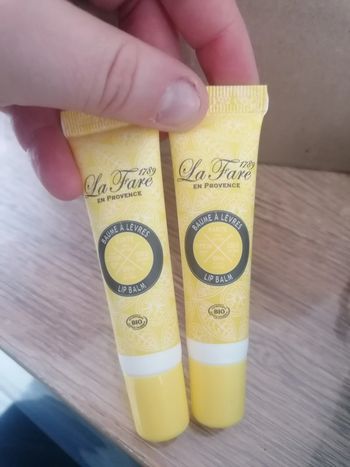 La Fare 1789
EN PROVENCE
BAUME À LÈVRES
LIP BALM
BIO
La Fare 1789
EN PROVENCE
BAUME À LÈVRES
LIP BALM
BIO